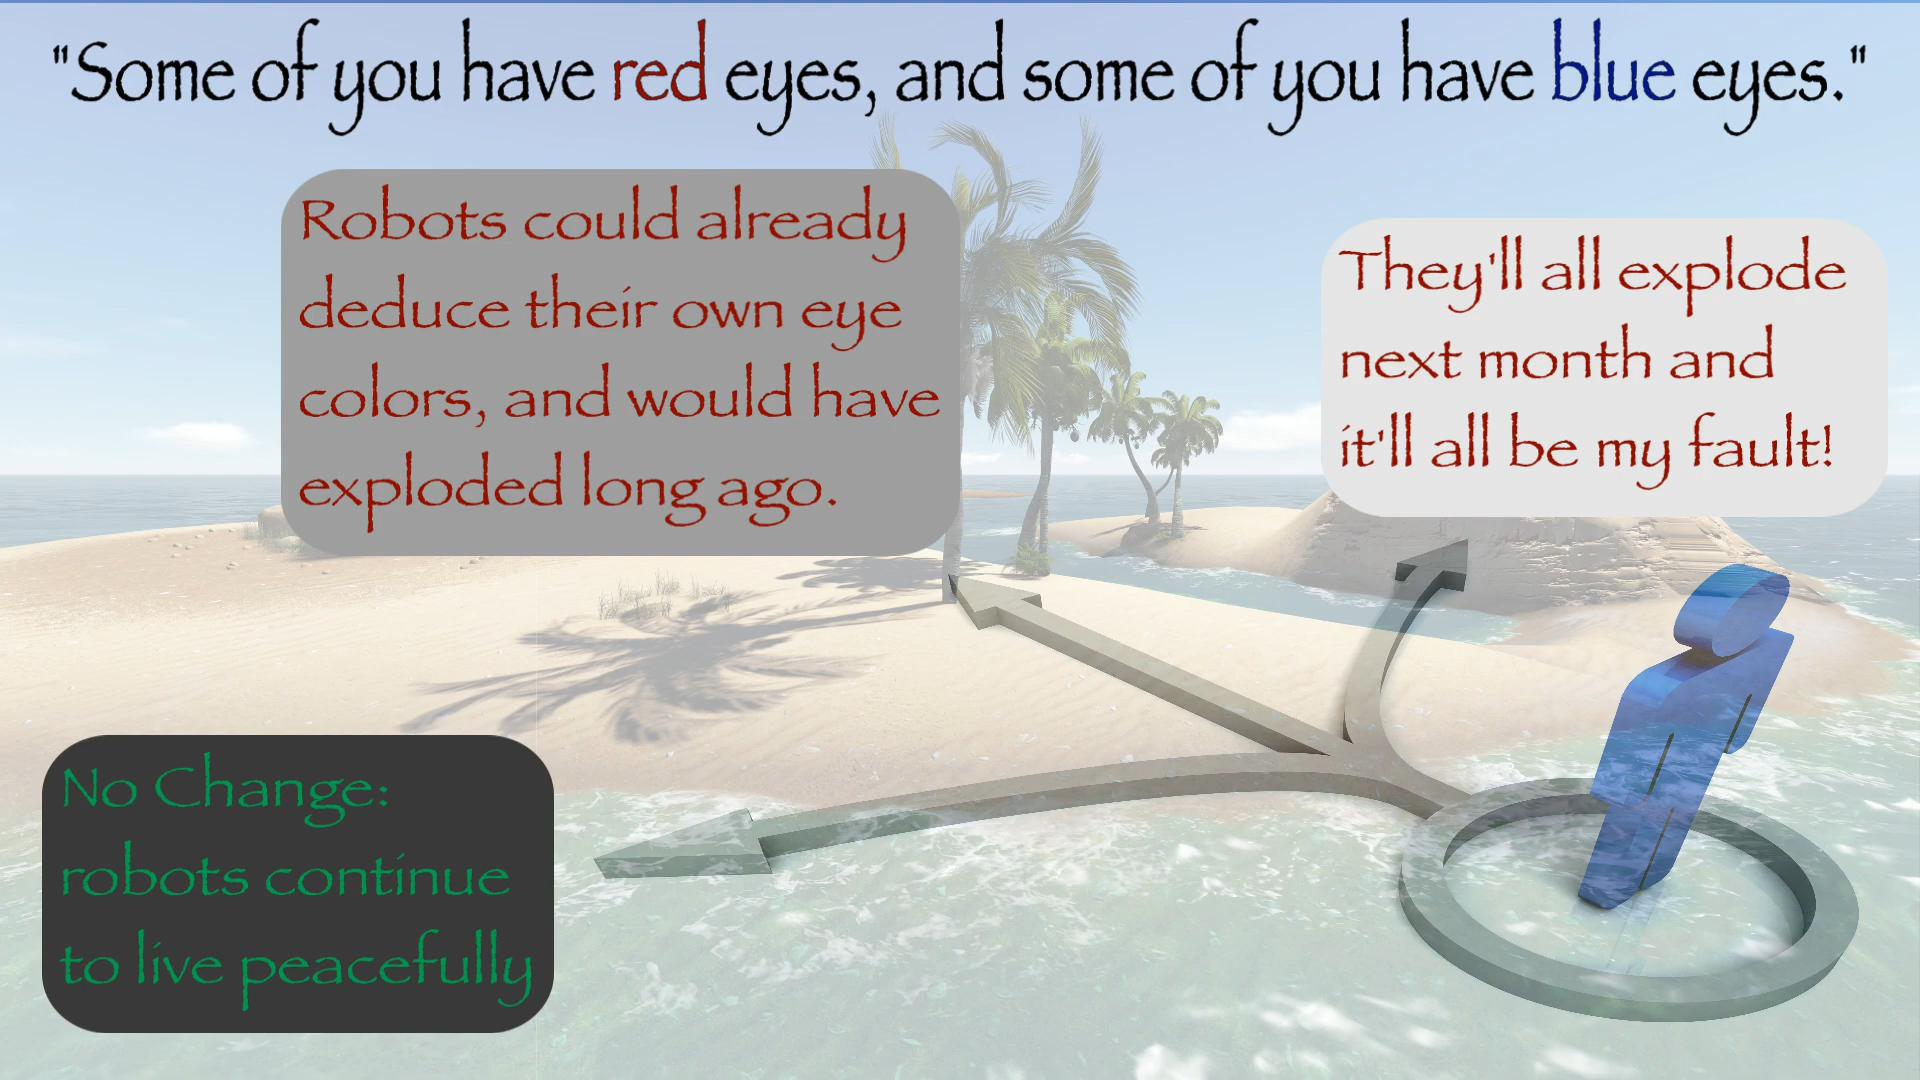 "Some of you have red eyes, and some of you have blue eyes."
Robots could already
deduce their own eye
colors, and would have
exploded long ago.
They'll all explode
next month and
it'll all be my fault!
No Change:
robots continue
to live peacefully